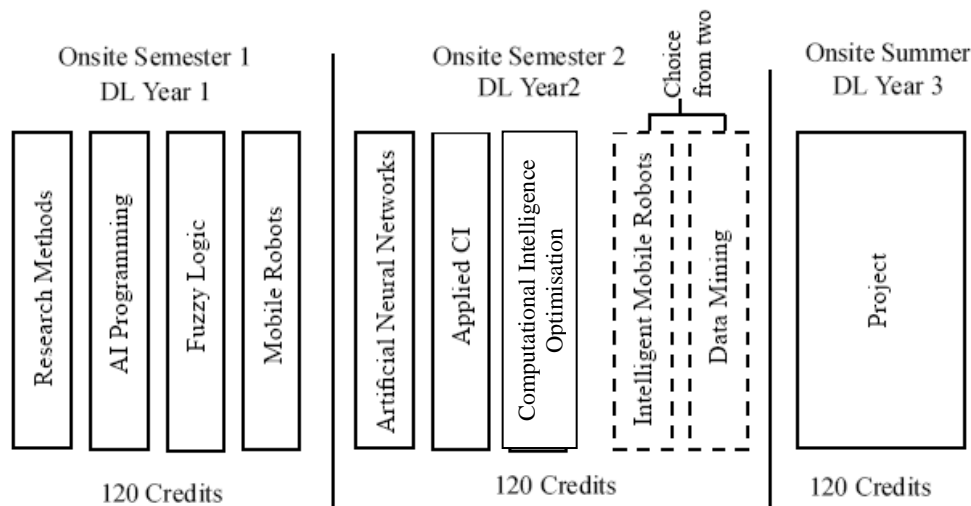 Onsite Semester 1
DL Year 1
Research Methods
AI Programming
Fuzzy Logic
Mobile Robots
120 Credits
Onsite Semester 2
DL Year2
Choice
from two
Artificial Neural Networks
Applied CI
Computational Intelligence
Optimisation
Intelligent Mobile Robots
Data Mining
120 Credits
Onsite Summer
DL Year 3
Project
120 Credits